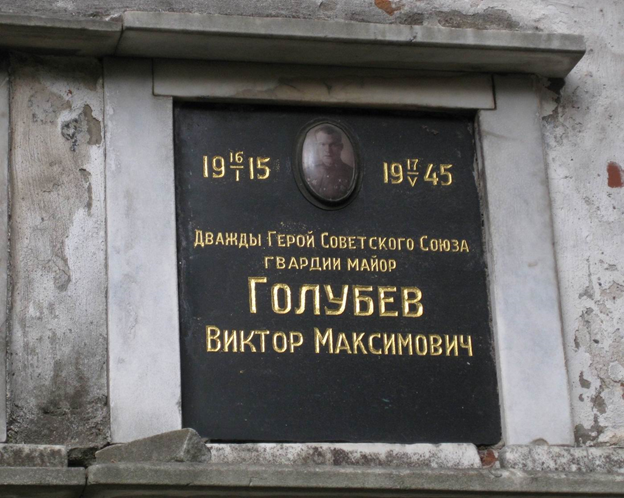 19 16/I 15 19 17/V 45
Дважды Герой Советского Союза
гвардии майор
Голубев
Виктор Максимович